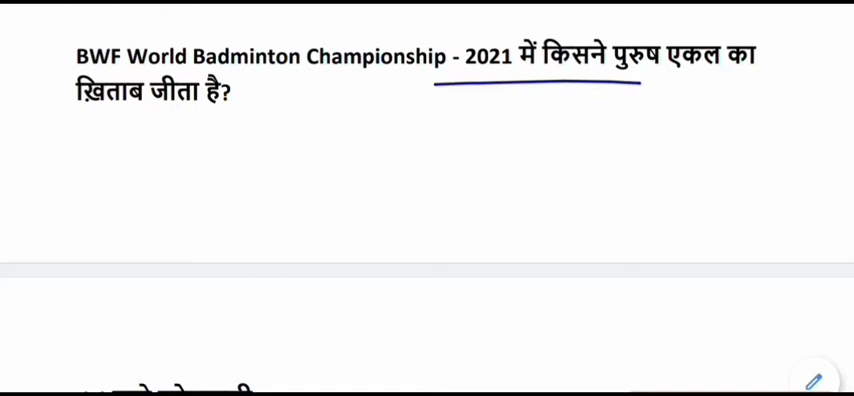 BWF World Badminton Championship - 2021 में किसने पुरुष एकल का
ख़िताब जीता है?